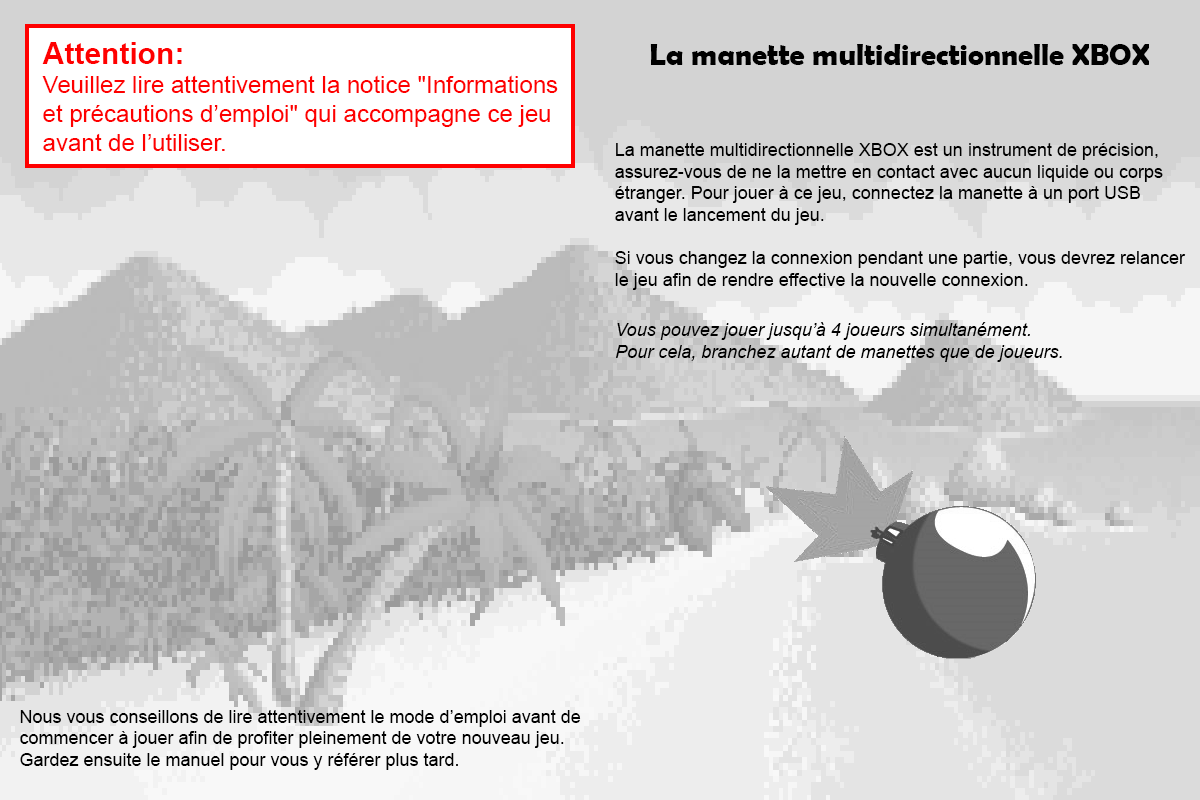 Attention:
Veuillez lire attentivement la notice "Informations
et précautions d’emploi" qui accompagne ce jeu
avant de l’utiliser.
Nous vous conseillons de lire attentivement le mode d’emploi avant de
commencer à jouer afin de profiter pleinement de votre nouveau jeu.
Gardez ensuite le manuel pour vous y référer plus tard.
La manette multidirectionnelle XBOX
La manette multidirectionnelle XBOX est un instrument de précision,
assurez-vous de ne la mettre en contact avec aucun liquide ou corps
étranger. Pour jouer à ce jeu, connectez la manette à un port USB
avant le lancement du jeu.
Si vous changez la connexion pendant une partie, vous devrez relancer
le jeu afin de rendre effective la nouvelle connexion.
Vous pouvez jouer jusqu’à 4 joueurs simultanément.
Pour cela, branchez autant de manettes que de joueurs.